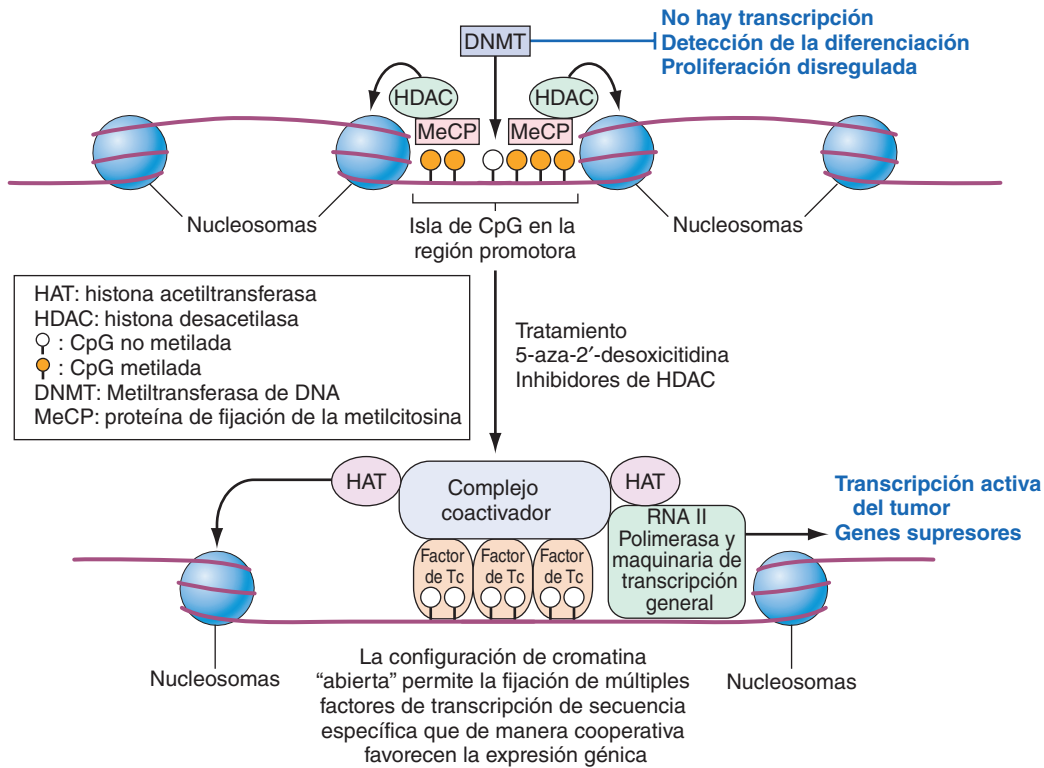 DNMT
No hay transcripción
Detección de la diferenciación
Proliferación disregulada
HDAC
HDAC
MeCP
MeCP
Nucleosomas
Isla de CpG en la
región promotora
Nucleosomas
HAT: histona acetiltransferasa
HDAC: histona desacetilasa
: CpG no metilada
: CpG metilada
DNMT: Metiltransferasa de DNA
MeCP: proteína de fijación de la metilcitosina
Tratamiento
5-aza-2′-desoxicitidina
Inhibidores de HDAC
HAT
Complejo
coactivador
HAT
RNA II
Polimerasa y
maquinaria de
transcripción
general
Transcripción activa
del tumor
Genes supresores
Factor
de Tc
Factor
de Tc
Factor
de Tc
Nucleosomas
La configuración de cromatina
“abierta” permite la fijación de múltiples
factores de transcripción de secuencia
específica que de manera cooperativa
favorecen la expresión génica
Nucleosomas